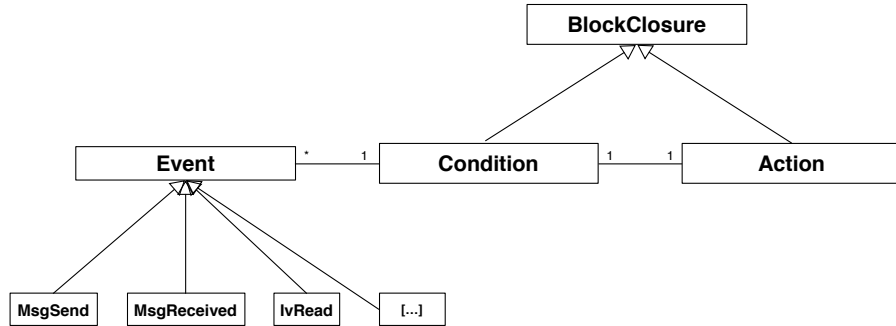 BlockClosure
Event
*
1
Condition
1
1
Action
MsgSend
MsgReceived
IvRead
[...]